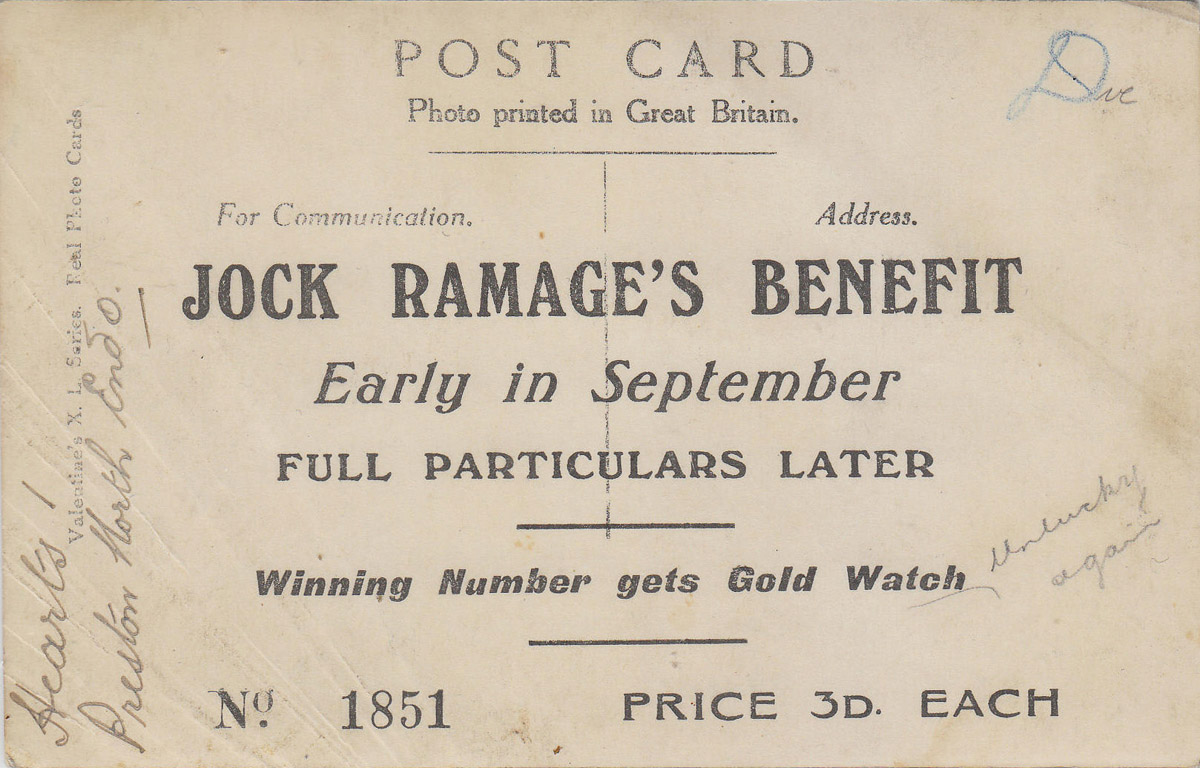 POST CARD
Photo printed in Great Britain.
For Communication.
Address.
JOCK RAMAGE'S BENEFIT
Early in September
FULL PARTICULARS LATER
Winning Number gets Gold Watch
Nº 1851
PRICE 3D. EACH
Valentine's X. L. Series. Real Photo Cards
Hearts 1
Preston North End 0.
Unlucky
again